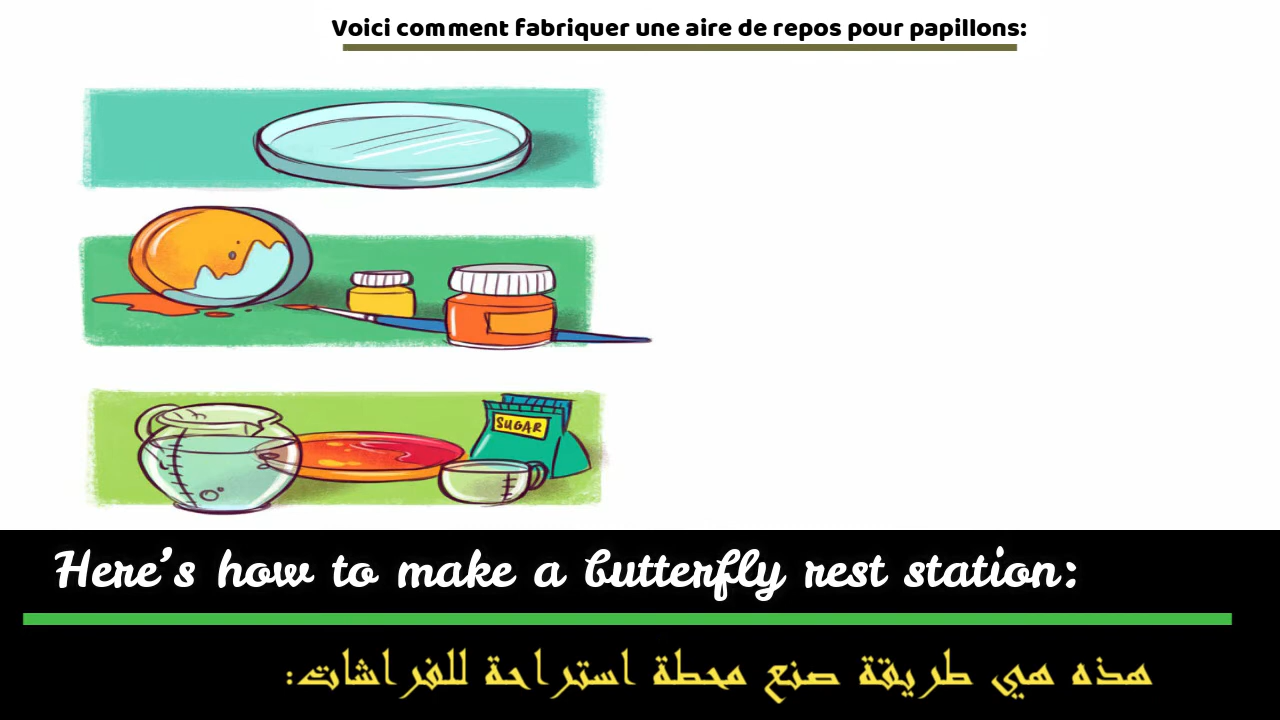 Voici comment fabriquer une aire de repos pour papillons:
SUGAR
Here's how to make a butterfly rest station:
هذه هي طريقة صنع محطة استراحة للفراشات: